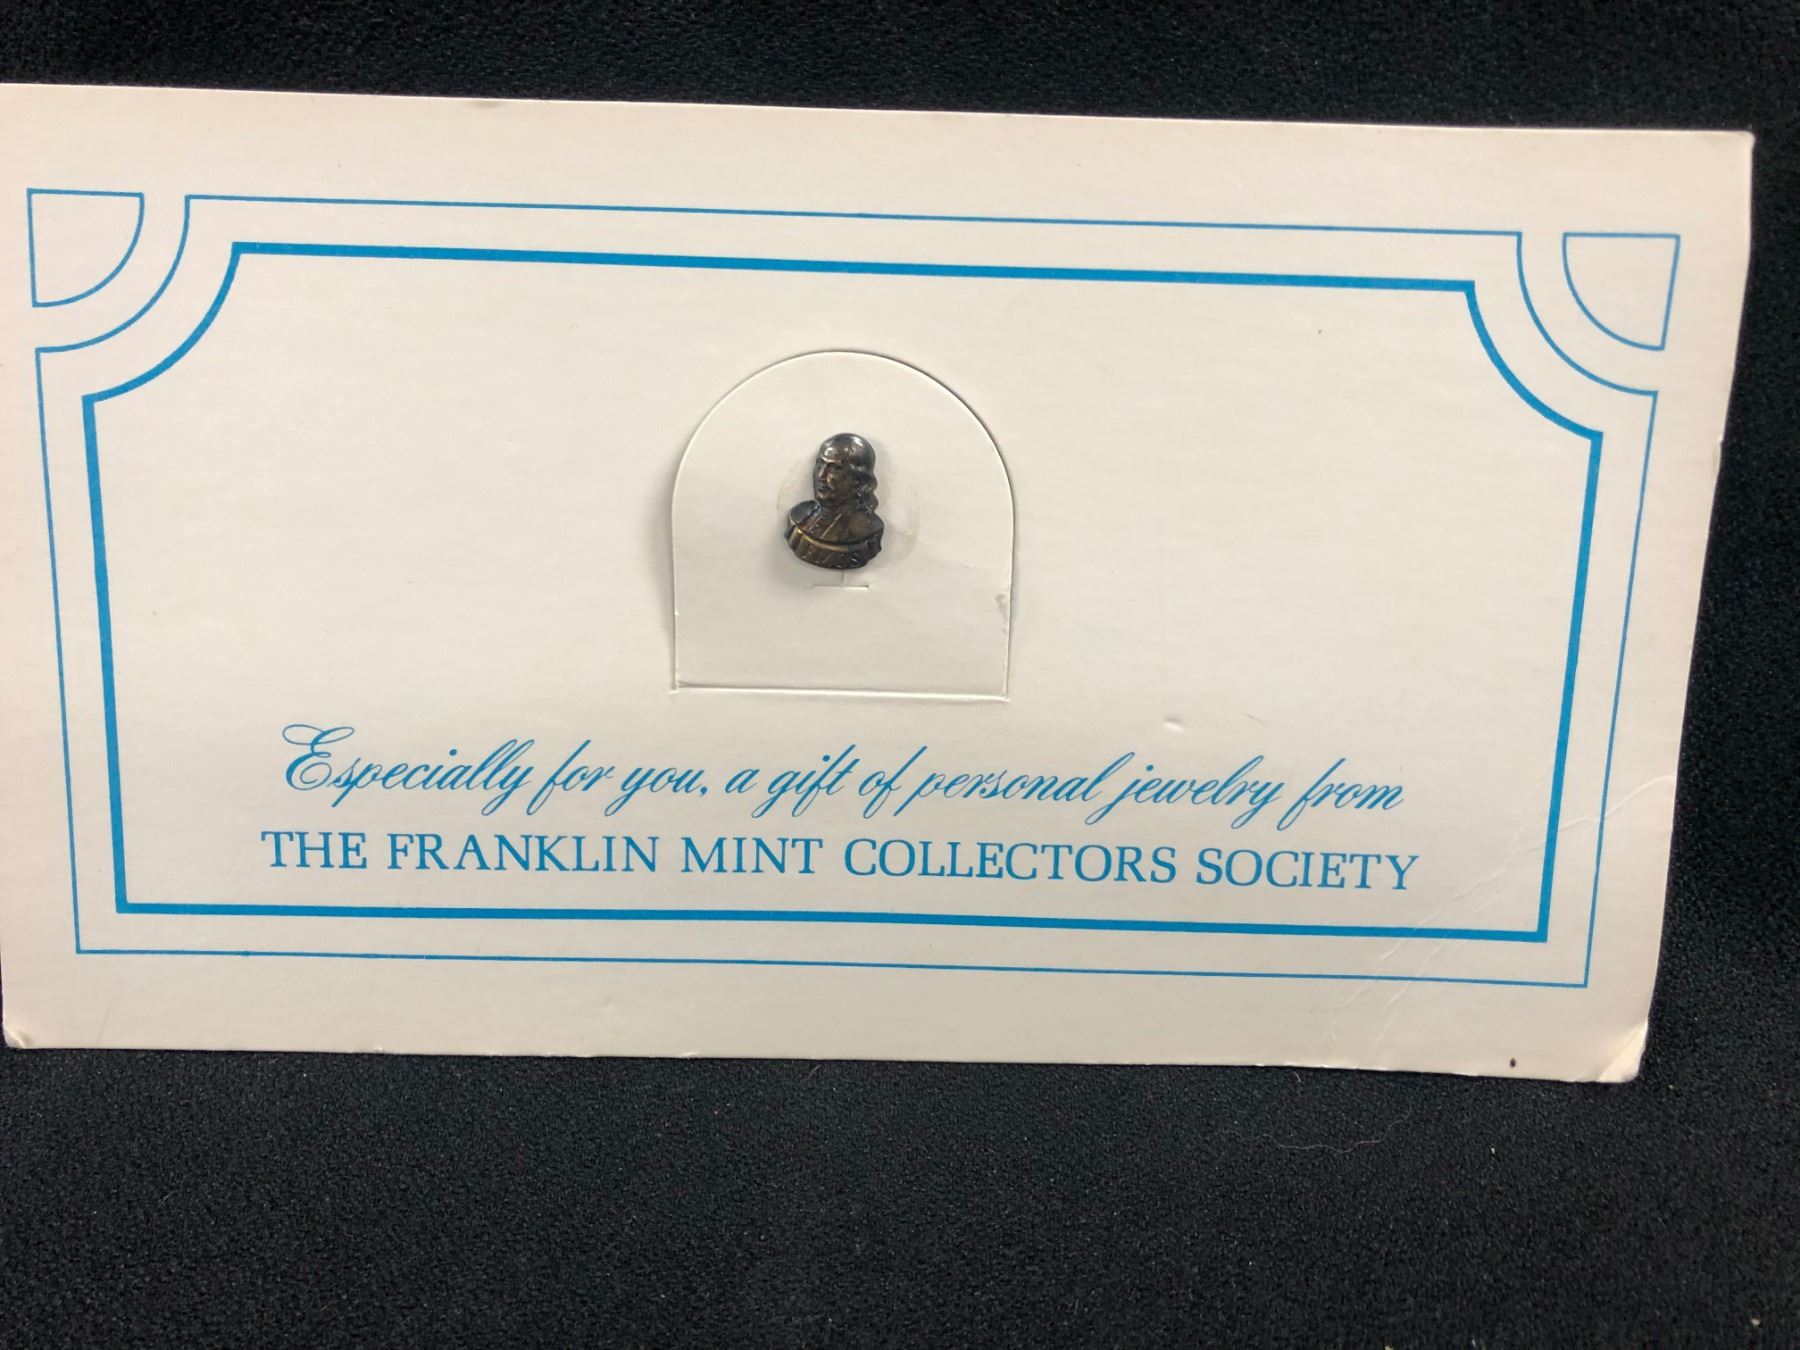 Especially for you, a gift of personal jewelry from
THE FRANKLIN MINT COLLECTORS SOCIETY